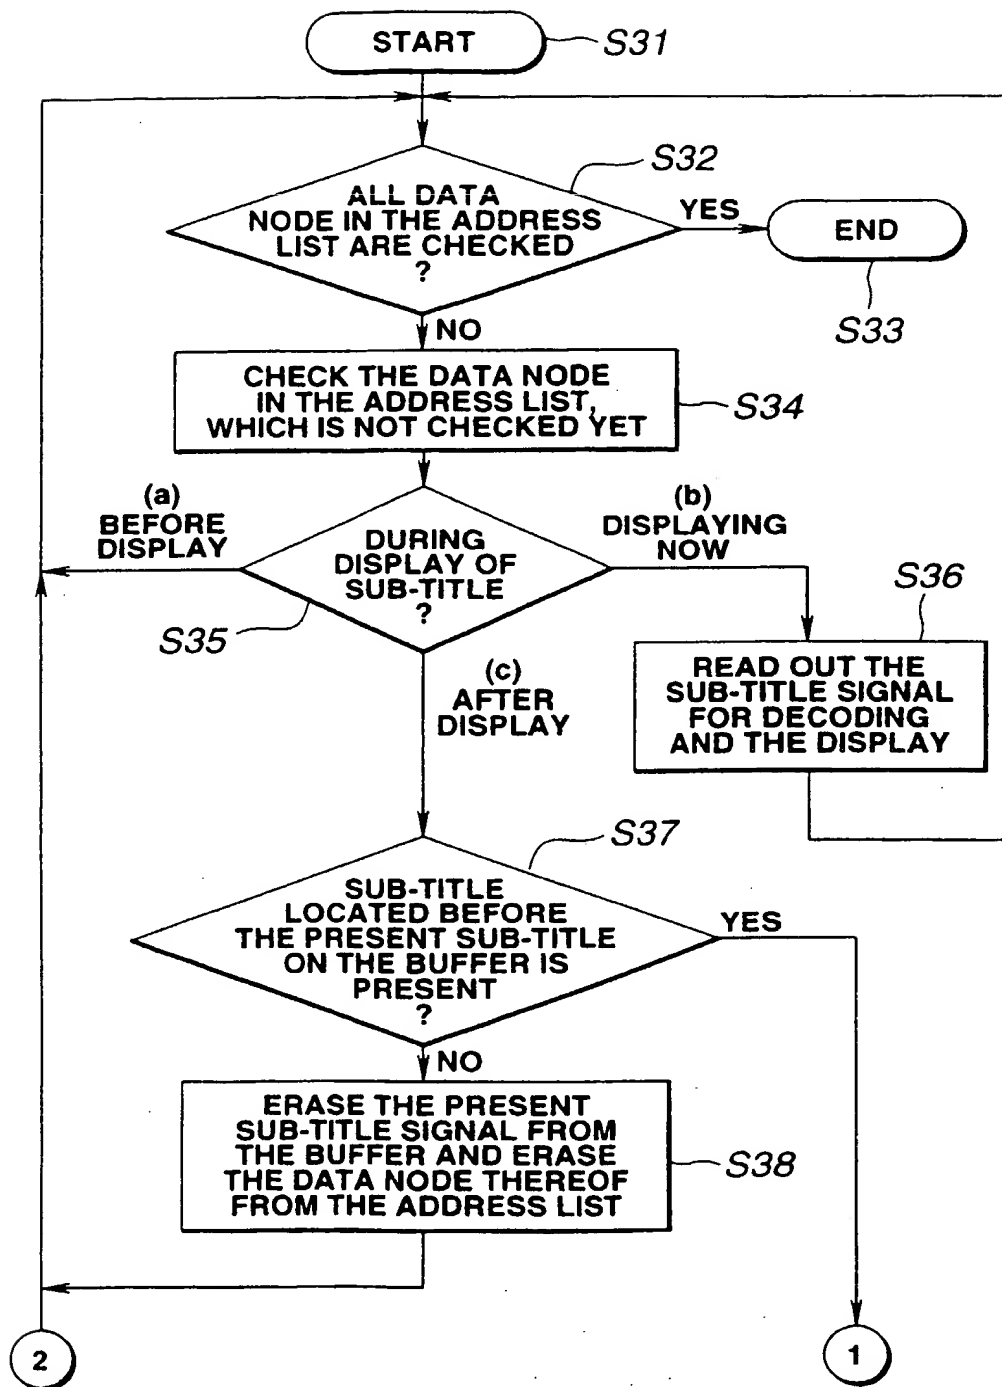 START
S31
S32
ALL DATA
NODE IN THE ADDRESS
LIST ARE CHECKED
?
YES
END
S33
NO
CHECK THE DATA NODE
IN THE ADDRESS LIST,
WHICH IS NOT CHECKED YET
S34
(a)
BEFORE
DISPLAY
DURING
DISPLAY OF
SUB-TITLE
?
S35
(b)
DISPLAYING
NOW
S36
READ OUT THE
SUB-TITLE SIGNAL
FOR DECODING
AND THE DISPLAY
(c)
AFTER
DISPLAY
S37
SUB-TITLE
LOCATED BEFORE
THE PRESENT SUB-TITLE
ON THE BUFFER IS
PRESENT
?
YES
NO
ERASE THE PRESENT
SUB-TITLE SIGNAL FROM
THE BUFFER AND ERASE
THE DATA NODE THEREOF
FROM THE ADDRESS LIST
S38
2
1